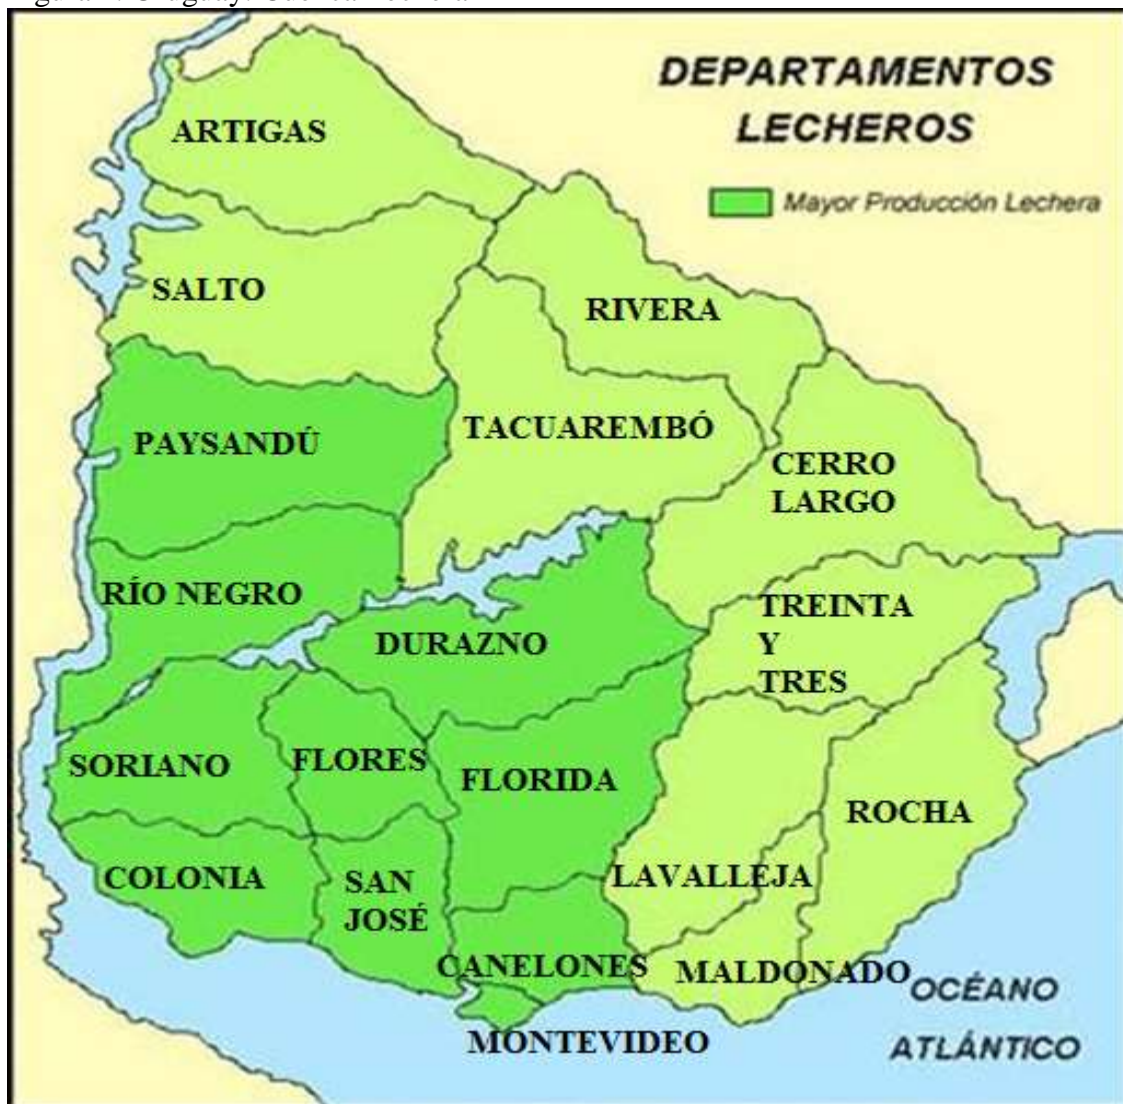 DEPARTAMENTOS
LECHEROS
Mayor Producción Lechera
ARTIGAS
SALTO
RIVERA
PAYSANDÚ
TACUAREMBÓ
CERRO
LARGO
RÍO NEGRO
DURAZNO
TREINTA
Y
TRES
SORIANO
FLORES
FLORIDA
ROCHA
COLONIA
SAN
JOSÉ
LAVALLEJA
CANELONES
MALDONADO
MONTEVIDEO
OCÉANO
ATLÁNTICO